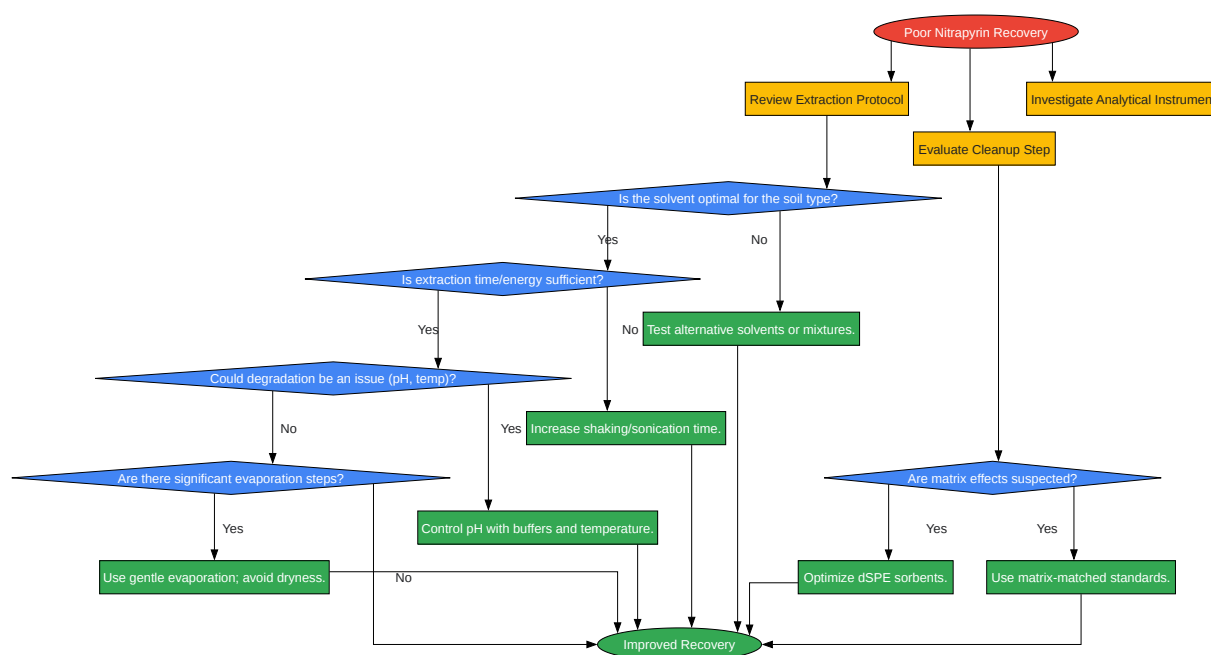 Poor Nitrapyrin Recovery
Review Extraction Protocol
Investigate Analytical Instrumen
Evaluate Cleanup Step
Is the solvent optimal for the soil type?
Yes
No
Is extraction time/energy sufficient?
Yes
No
Test alternative solvents or mixtures.
Could degradation be an issue (pH, temp)?
No
Yes
Increase shaking/sonication time.
Are there significant evaporation steps?
Are matrix effects suspected?
Yes
Control pH with buffers and temperature.
Yes
Yes
Use gentle evaporation; avoid dryness.
No
Optimize dSPE sorbents.
Use matrix-matched standards.
Improved Recovery